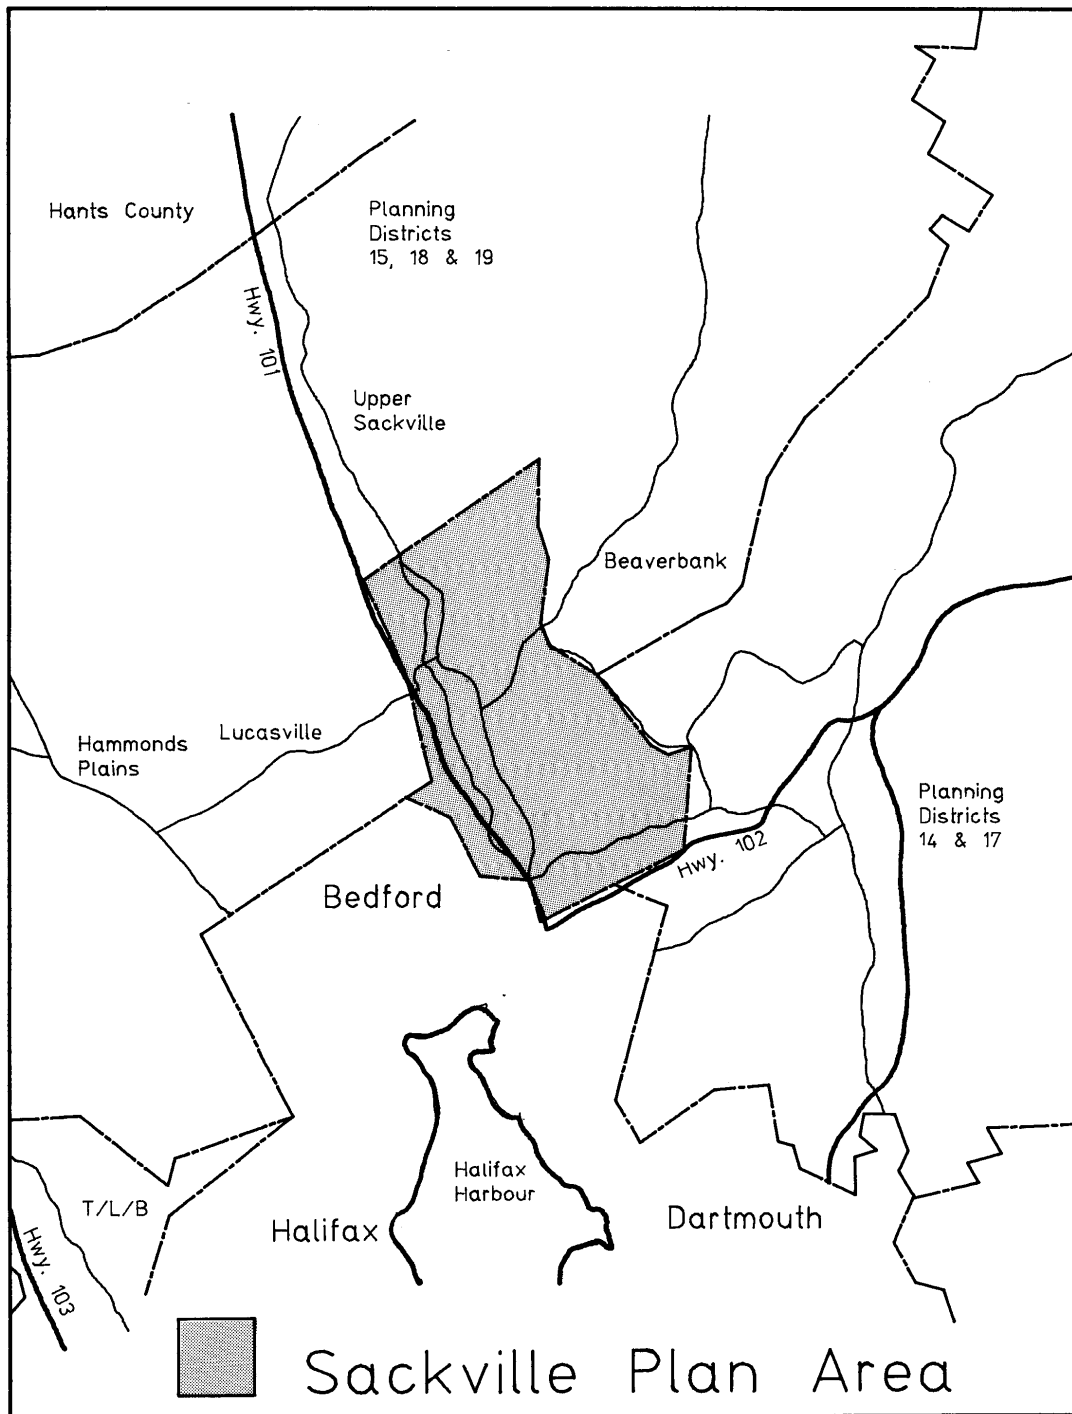 Hants County
Planning
Districts
15, 18 & 19
Hwy. 101
Upper
Sackville
Beaverbank
Lucasville
Hammonds
Plains
Planning
Districts
14 & 17
Hwy. 102
Bedford
Halifax
Harbour
T/L/B
Halifax
Dartmouth
Hwy. 103
Sackville Plan Area